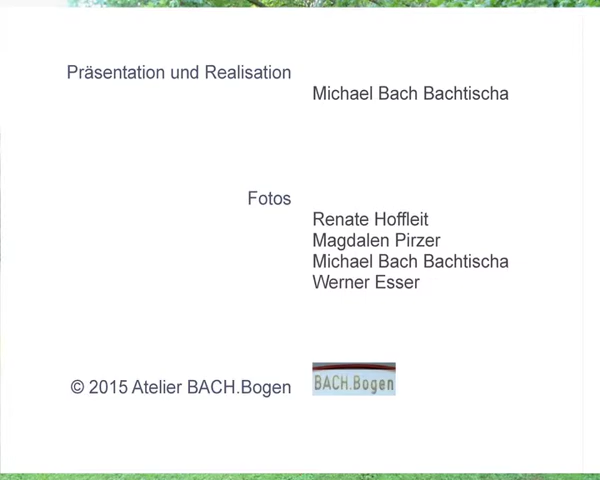 Präsentation und Realisation
Michael Bach Bachtischa
Fotos
Renate Hoffleit
Magdalen Pirzer
Michael Bach Bachtischa
Werner Esser
© 2015 Atelier BACH.Bogen
BACH.Bogen